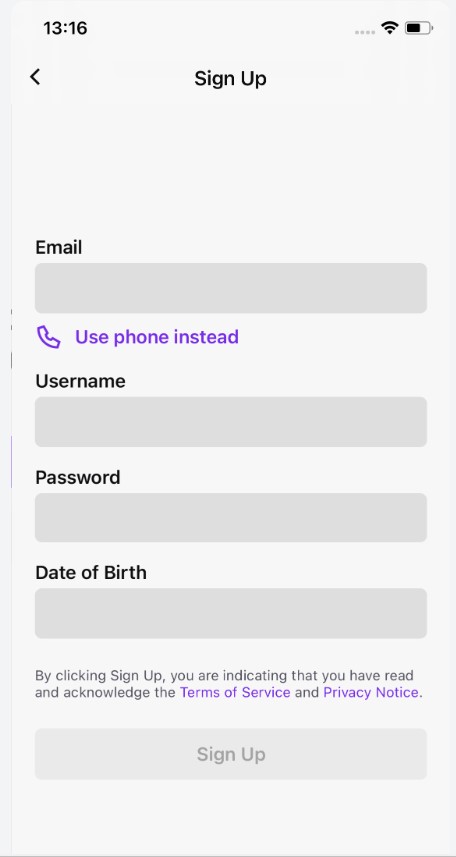 13:16
Sign Up
Email
Use phone instead
Username
Password
Date of Birth
By clicking Sign Up, you are indicating that you have read
and acknowledge the Terms of Service and Privacy Notice.
Sign Up